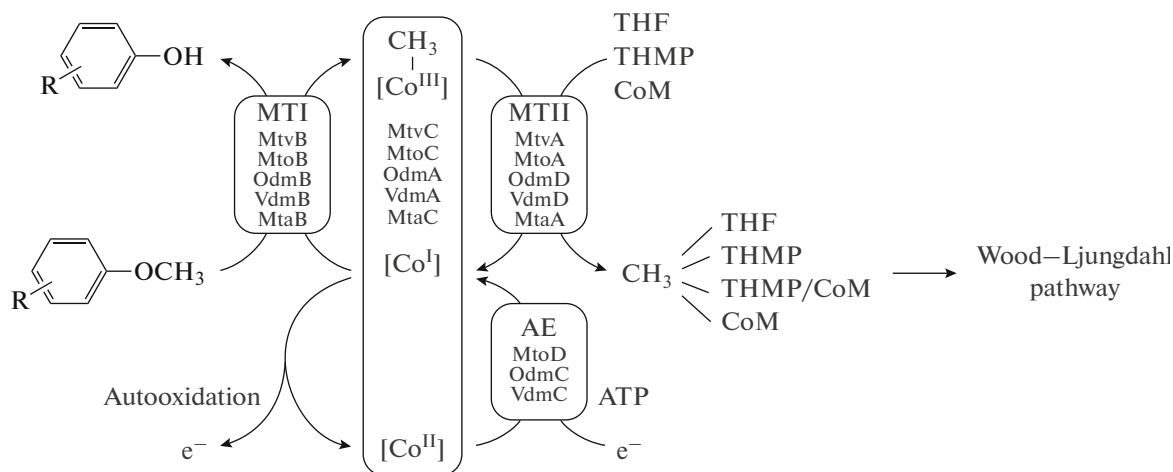 OH
R
MTI
MtvB
MtoB
OdmB
VdmB
MtaB
OCH₃
R
CH₃
[Coᴵᴵᴵ]
MtvC
MtoC
OdmA
VdmA
MtaC
[Coᴵ]
[Coᴵᴵ]
THF
THMP
CoM
MTII
MtvA
MtoA
OdmD
VdmD
MtaA
CH₃
THF
THMP
THMP/CoM
CoM
Wood–Ljungdahl
pathway
AE
MtoD
OdmC
VdmC
ATP
e⁻
Autooxidation
e⁻